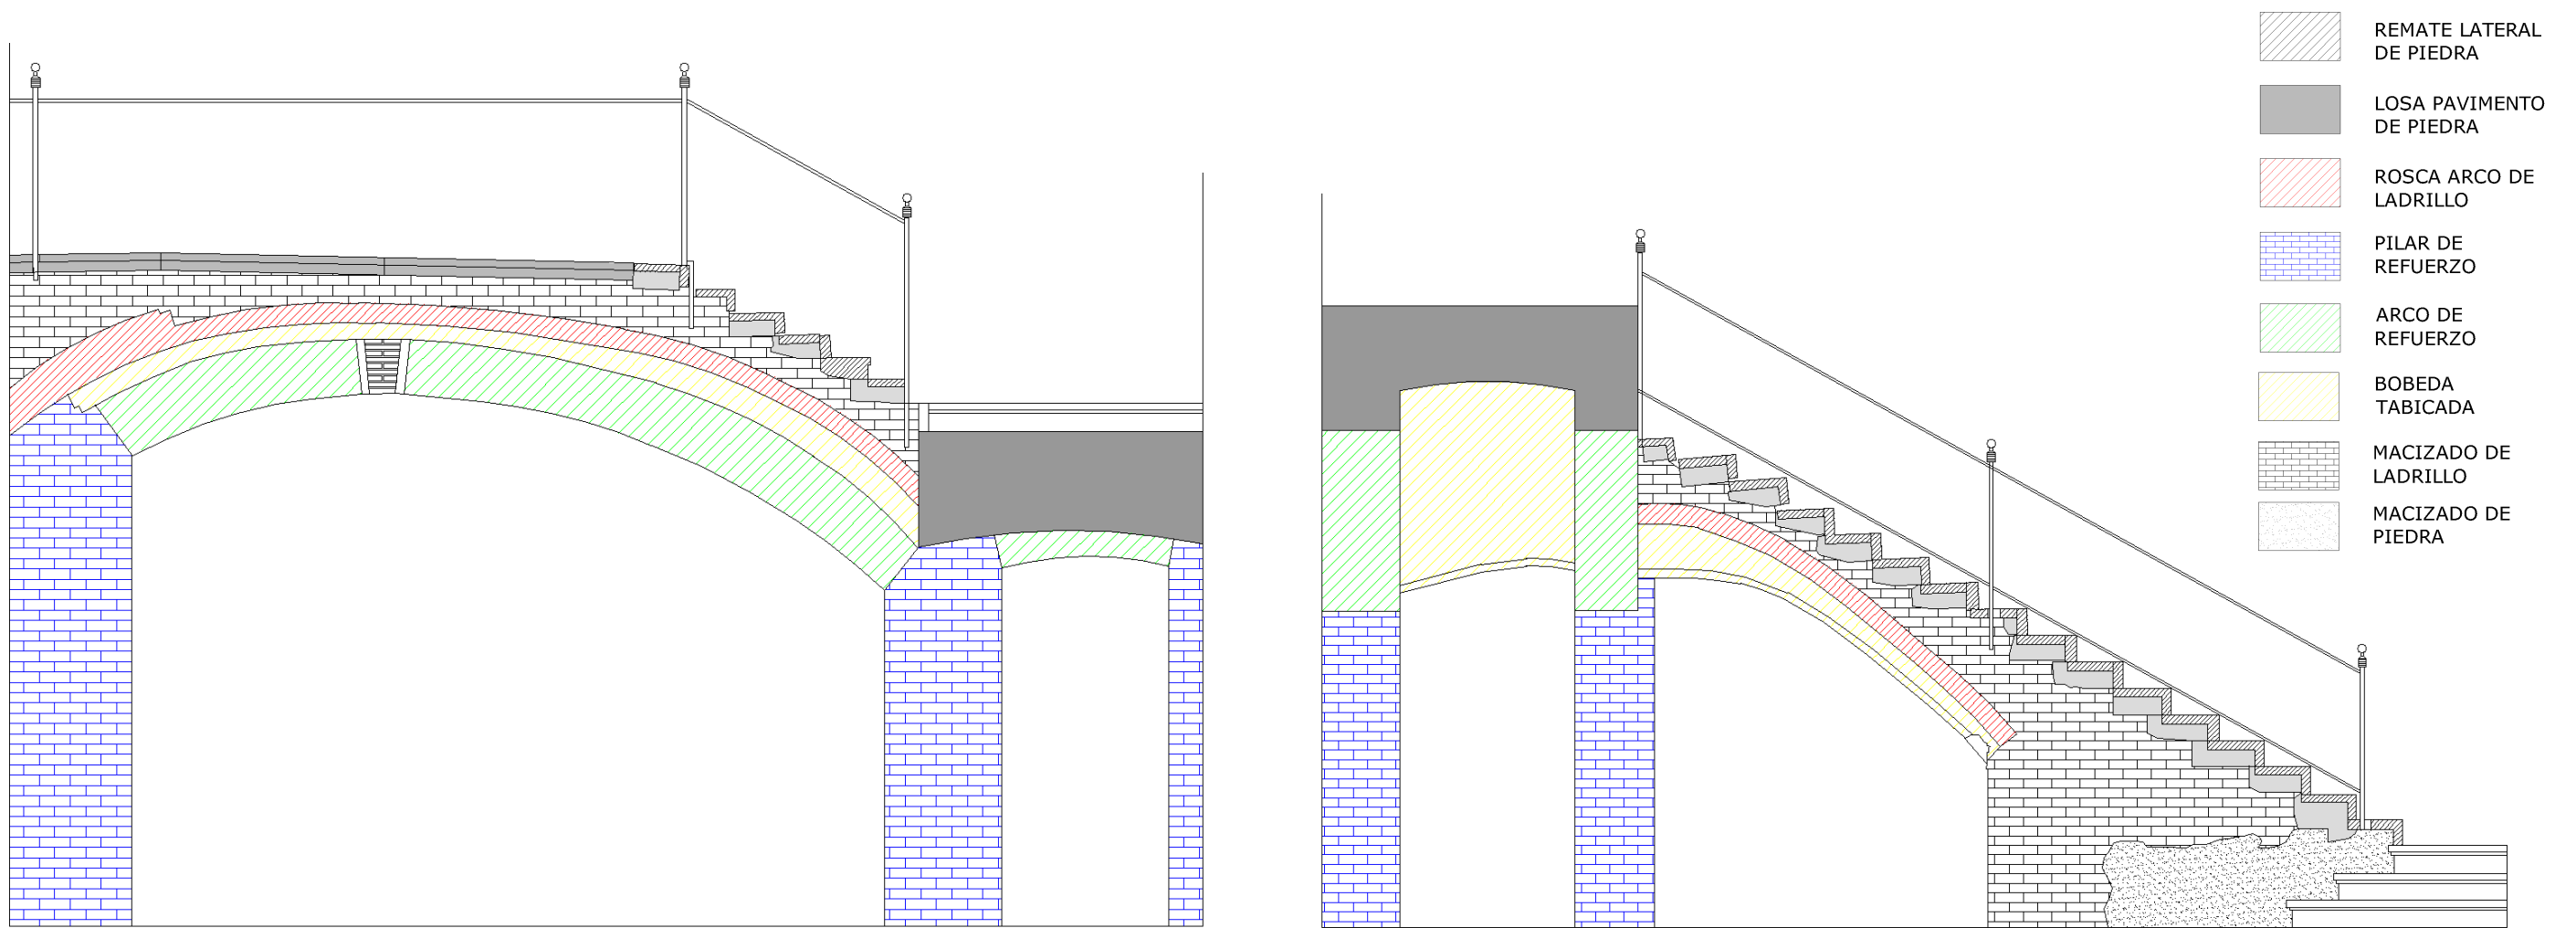 REMATE LATERAL
DE PIEDRA
LOSA PAVIMENTO
DE PIEDRA
ROSCA ARCO DE
LADRILLO
PILAR DE
REFUERZO
ARCO DE
REFUERZO
BOBEDA
TABICADA
MACIZADO DE
LADRILLO
MACIZADO DE
PIEDRA